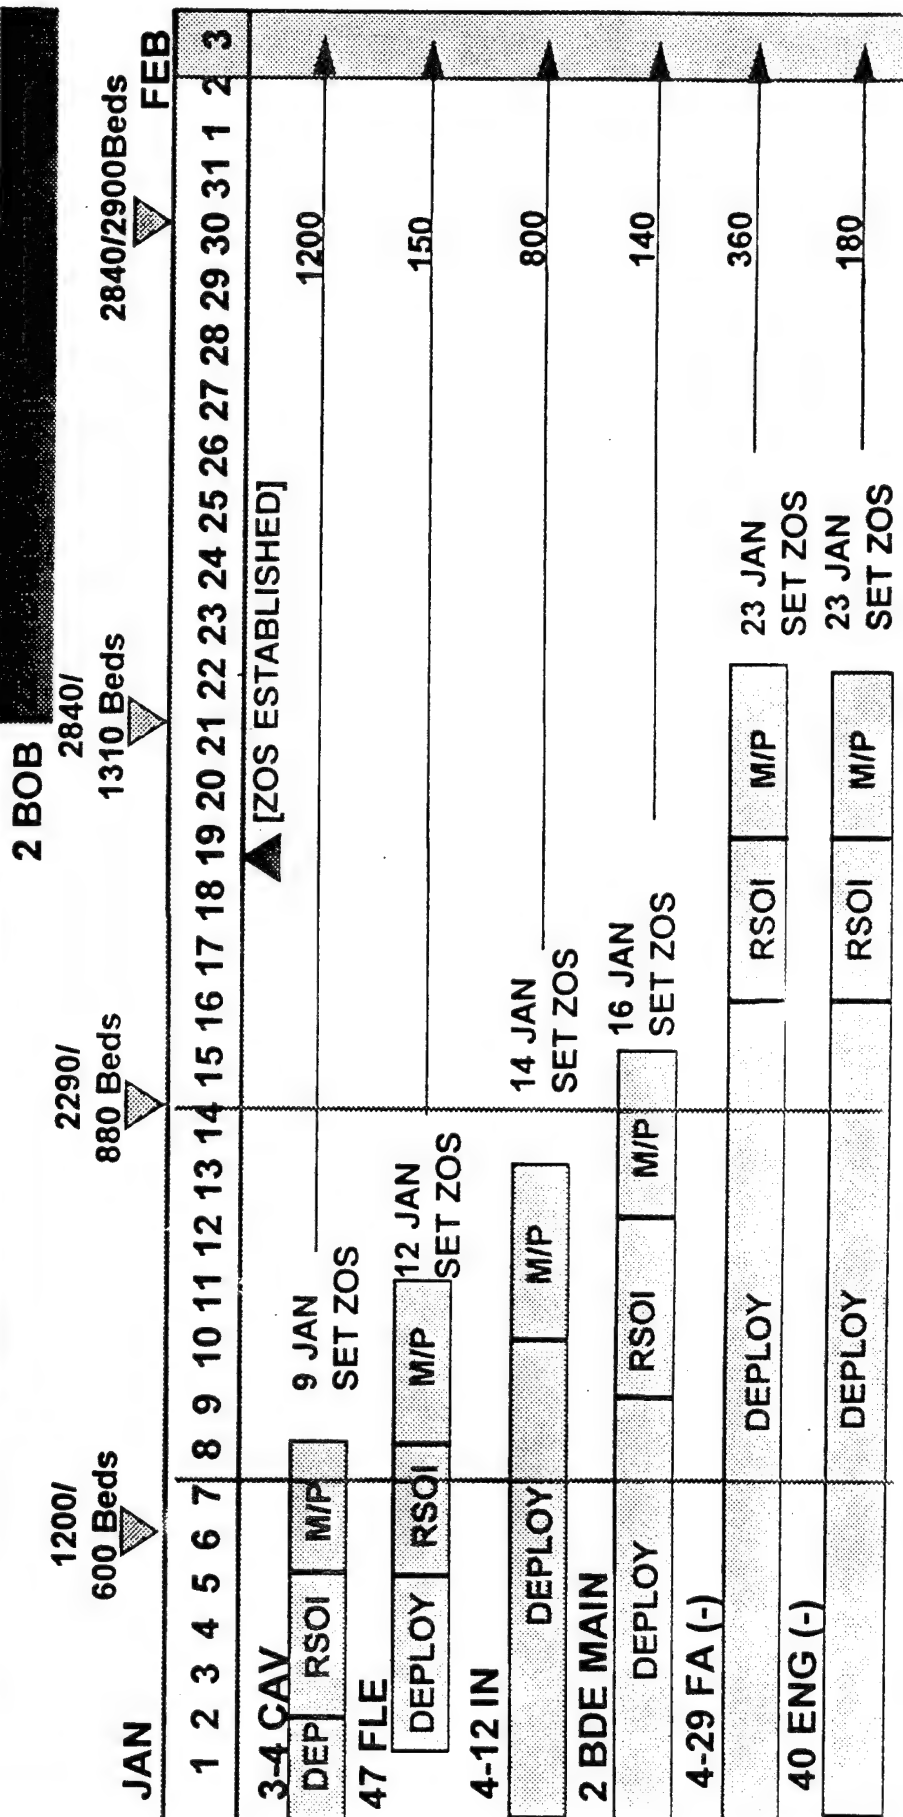 2 BOB
1200/
600 Beds
2290/
880 Beds
2840/
1310 Beds
2840/2900Beds
JAN
FEB
1 2 3 4 5 6 7 8 9 10 11 12 13 14 15 16 17 18 19 20 21 22 23 24 25 26 27 28 29 30 31 1 2 3
[ZOS ESTABLISHED]
3-4 CAV
DEP RSOI M/P
9 JAN
SET ZOS
1200
47 FLE
DEPLOY RSOI M/P
12 JAN
SET ZOS
150
4-12 IN
DEPLOY M/P
14 JAN
SET ZOS
800
2 BDE MAIN
DEPLOY RSOI M/P
16 JAN
SET ZOS
140
4-29 FA (-)
DEPLOY RSOI M/P
23 JAN
SET ZOS
360
40 ENG (-)
DEPLOY RSOI M/P
23 JAN
SET ZOS
180